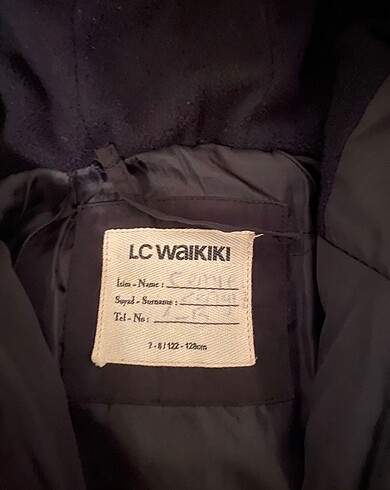 LC WAIKIKI
İsim - Name :
Soyad - Surname :
Tel - No :
7 - 8 / 122 - 128cm